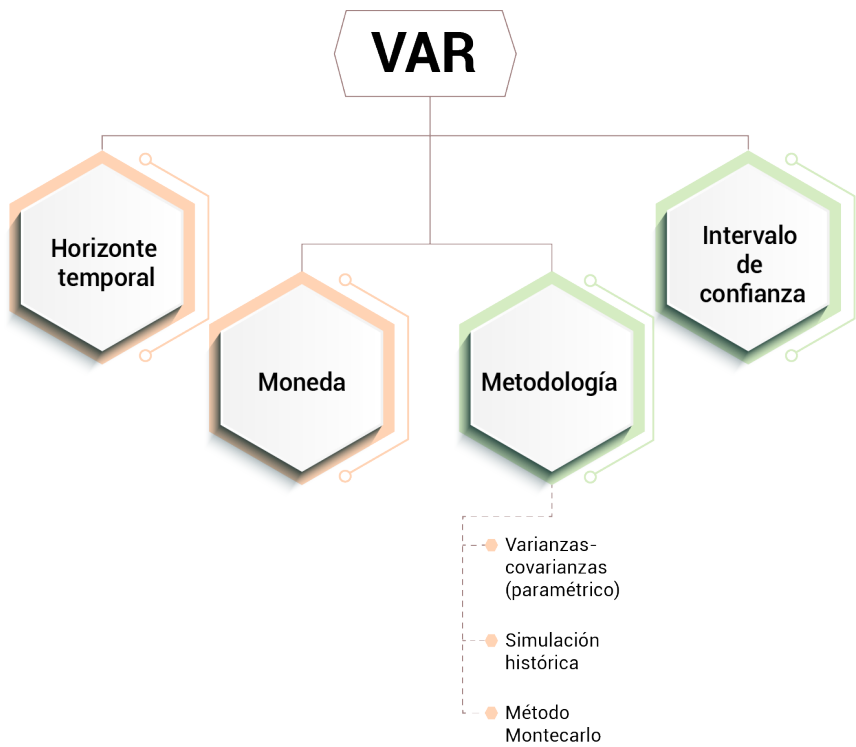 VAR
Horizonte
temporal
Moneda
Metodología
Intervalo
de
confianza
Varianzas-
covarianzas
(paramétrico)
Simulación
histórica
Método
Montecarlo